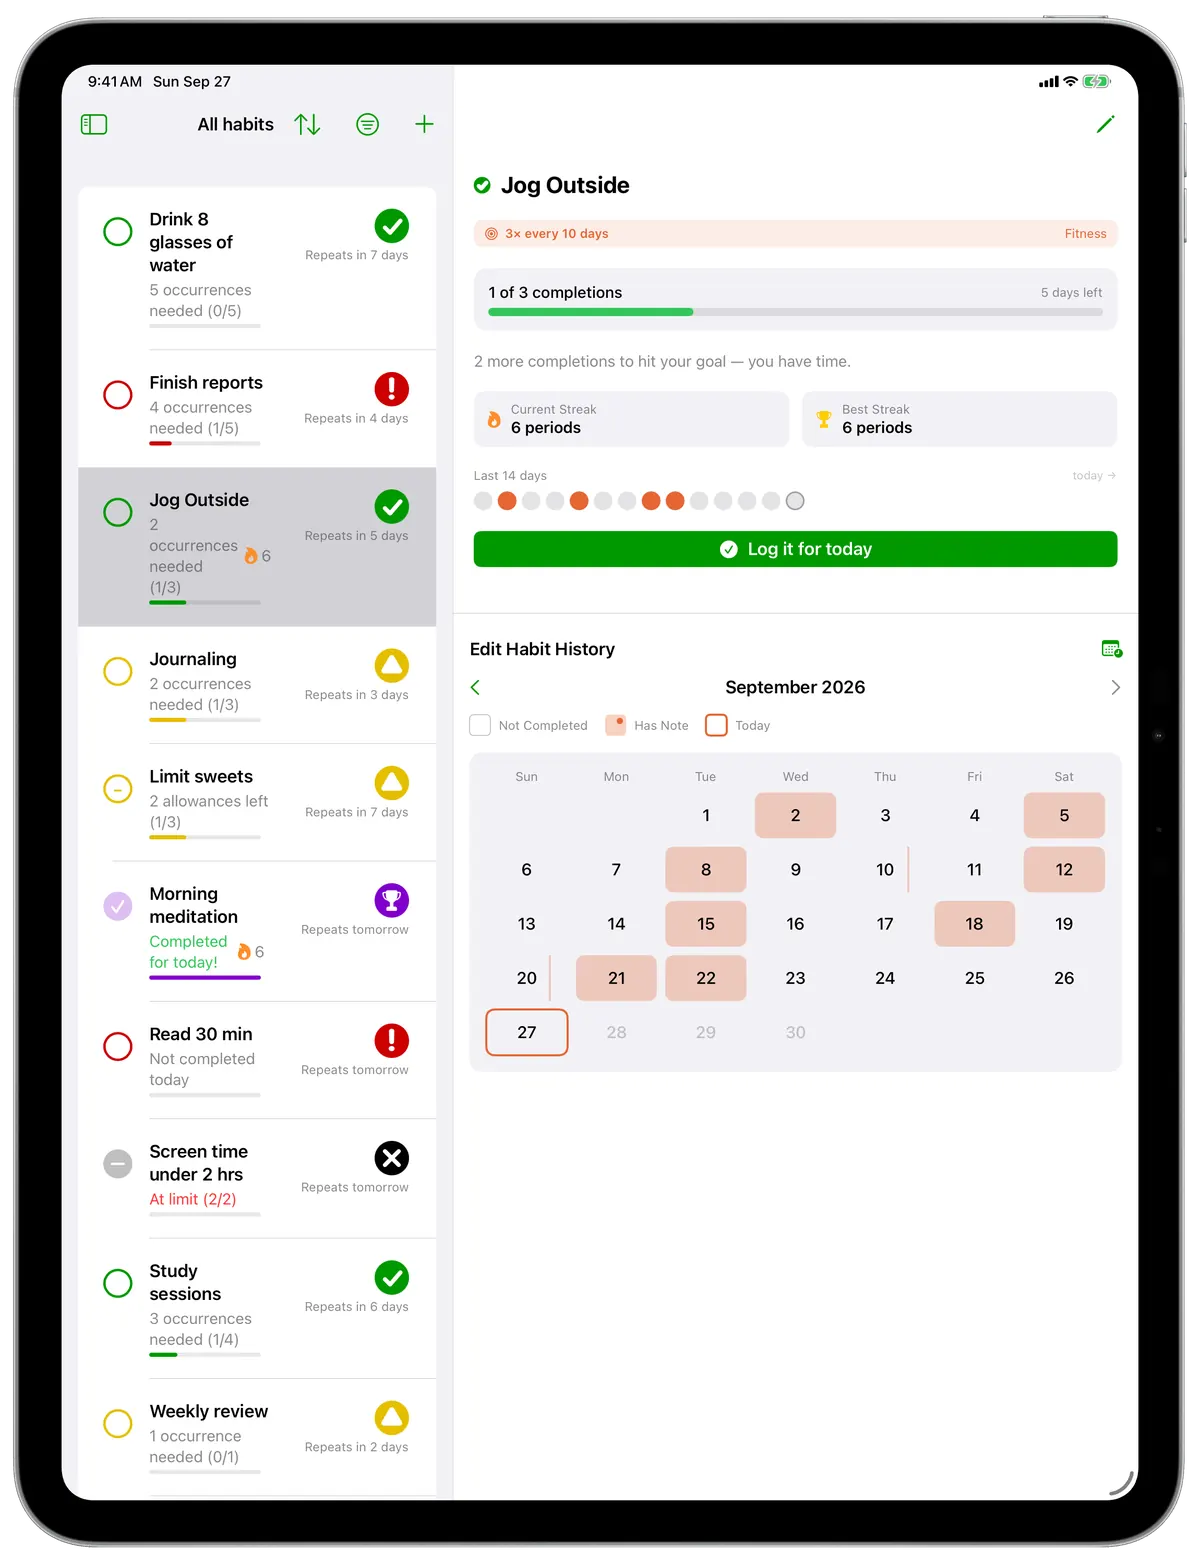 9:41 AM Sun Sep 27
All habits
Drink 8
glasses of
water
5 occurrences
needed (0/5)
Repeats in 7 days
Finish reports
4 occurrences
needed (1/5)
Repeats in 4 days
Jog Outside
2
occurrences
needed
(1/3)
6
Repeats in 5 days
Journaling
2 occurrences
needed (1/3)
Repeats in 3 days
Limit sweets
2 allowances left
(1/3)
Repeats in 7 days
Morning
meditation
Completed
for today!
6
Repeats tomorrow
Read 30 min
Not completed
today
Repeats tomorrow
Screen time
under 2 hrs
At limit (2/2)
Repeats tomorrow
Study
sessions
3 occurrences
needed (1/4)
Repeats in 6 days
Weekly review
1 occurrence
needed (0/1)
Repeats in 2 days
Jog Outside
3× every 10 days Fitness
1 of 3 completions 5 days left
2 more completions to hit your goal — you have time.
Current Streak
6 periods
Best Streak
6 periods
Last 14 days today →
Log it for today
Edit Habit History
September 2026
Not Completed Has Note Today
Sun Mon Tue Wed Thu Fri Sat
1 2 3 4 5
6 7 8 9 10 11 12
13 14 15 16 17 18 19
20 21 22 23 24 25 26
27 28 29 30